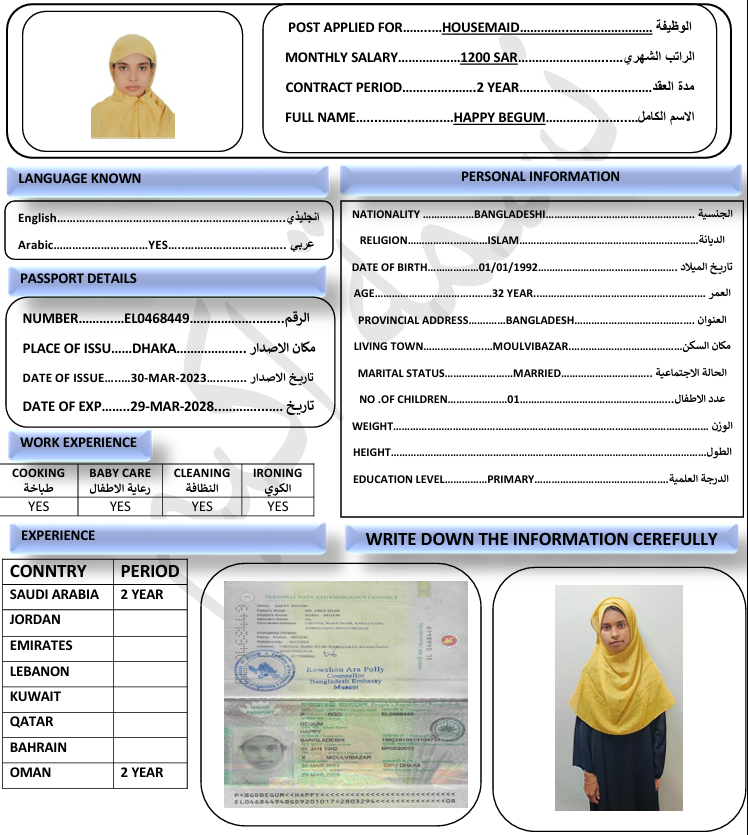 POST APPLIED FOR..........HOUSEMAID........................................الوظيفة
MONTHLY SALARY...................1200 SAR..........................الراتب الشهري
CONTRACT PERIOD.......................2 YEAR.......................................مدة العقد
FULL NAME..............................HAPPY BEGUM............................الاسم الكامل
LANGUAGE KNOWN
English..............................................................انجليذي
Arabic..............................YES...................................... عربي
PASSPORT DETAILS
NUMBER............EL0468449........................الرقم
PLACE OF ISSU......DHAKA.................... مكان الاصدار
DATE OF ISSUE.......30-MAR-2023........... تاريخ الاصدار
DATE OF EXP........29-MAR-2028................. تاريخ
WORK EXPERIENCE
COOKING BABY CARE CLEANING IRONING
طباخة رعاية الاطفال النظافة الكوي
YES YES YES YES
PERSONAL INFORMATION
NATIONALITY .................BANGLADESHI.................................................. الجنسية
RELIGION..........................ISLAM............................................................الديانة
DATE OF BIRTH.................01/01/1992............................................. تاريخ الميلاد
AGE.......................................32 YEAR......................................................... العمر
PROVINCIAL ADDRESS............BANGLADESH........................................ العنوان
LIVING TOWN.......................MOULVIBAZAR...................................مكان السكن
MARITAL STATUS.......................MARRIED............................ الحالة الاجتماعية
NO .OF CHILDREN...................01...................................................عدد الاطفال
WEIGHT....................................................................................................... الوزن
HEIGHT........................................................................................................الطول
EDUCATION LEVEL..............PRIMARY............................................الدرجة العلمية
EXPERIENCE
CONNTRY PERIOD
SAUDI ARABIA 2 YEAR
JORDAN
EMIRATES
LEBANON
KUWAIT
QATAR
BAHRAIN
OMAN 2 YEAR
WRITE DOWN THE INFORMATION CEREFULLY
PERSONAL DATA AND EMERGENCY CONTACT
EL 0468449
Rowshon Ara Polly
Counsellor
Bangladesh Embassy
Muscat
P BGD EL0468449
BEGUM
HAPPY
BANGLADESHI
01 JAN 1992
MOULVIBAZAR
30 MAR 2023
29 MAR 2028